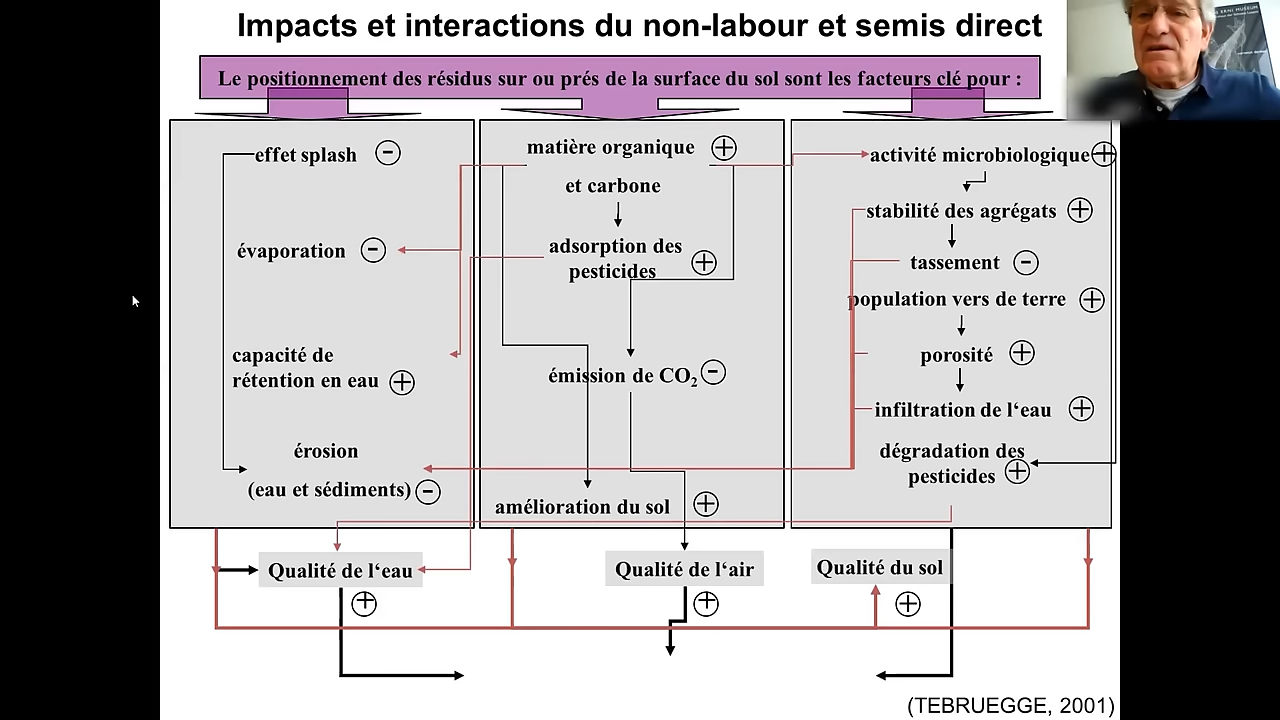 Impacts et interactions du non-labour et semis direct
Le positionnement des résidus sur ou prés de la surface du sol sont les facteurs clé pour :
effet splash −
évaporation −
capacité de
rétention en eau +
érosion
(eau et sédiments) −
matière organique +
et carbone
adsorption des
pesticides +
émission de CO₂ −
amélioration du sol +
activité microbiologique +
stabilité des agrégats +
tassement −
population vers de terre +
porosité +
infiltration de l‘eau +
dégradation des
pesticides +
Qualité de l‘eau
+
Qualité de l‘air
+
Qualité du sol
+
(TEBRUEGGE, 2001)